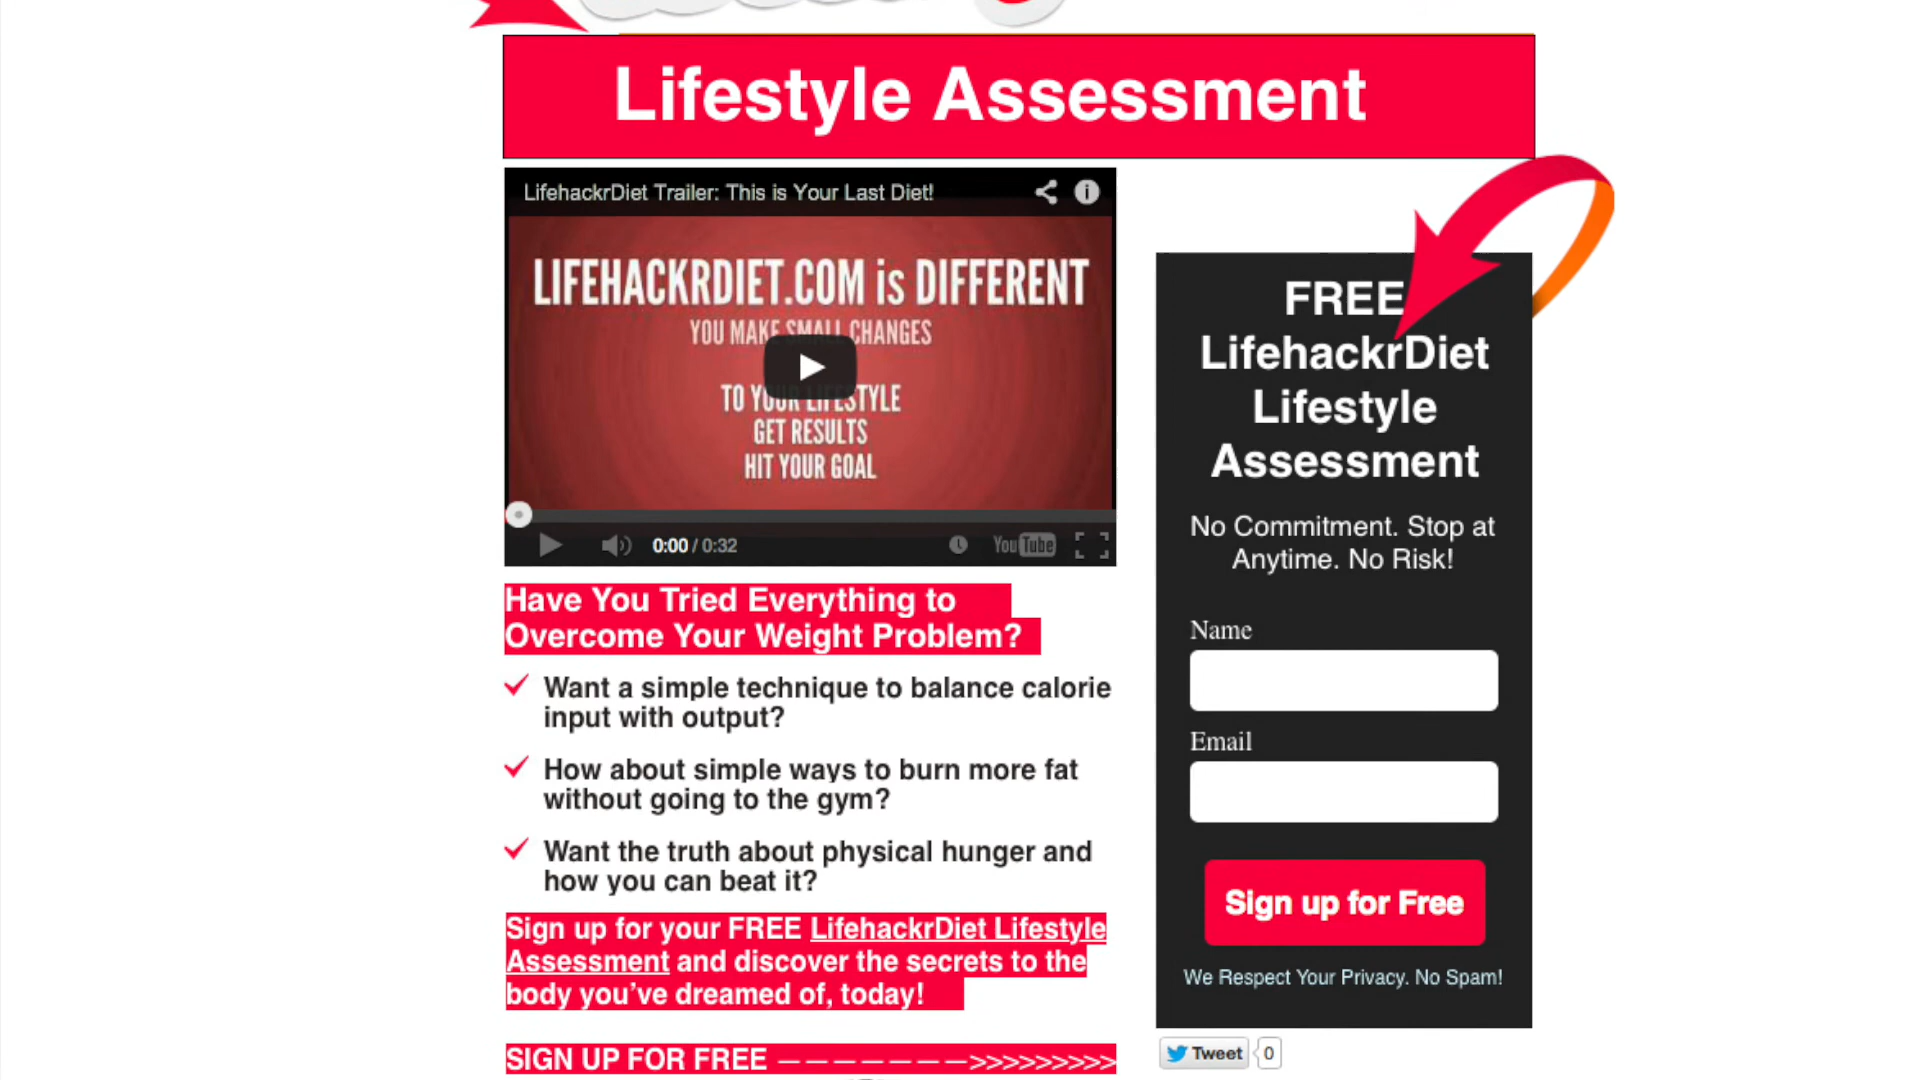 Lifestyle Assessment
LifehackrDiet Trailer: This is Your Last Diet!
LIFEHACKRDIET.COM is DIFFERENT
YOU MAKE SMALL CHANGES
TO YOUR LIFESTYLE
GET RESULTS
HIT YOUR GOAL
0:00 / 0:32
YouTube
Have You Tried Everything to
Overcome Your Weight Problem?
Want a simple technique to balance calorie
input with output?
How about simple ways to burn more fat
without going to the gym?
Want the truth about physical hunger and
how you can beat it?
Sign up for your FREE LifehackrDiet Lifestyle
Assessment and discover the secrets to the
body you’ve dreamed of, today!
SIGN UP FOR FREE ———————>>>>>>>>>
FREE
LifehackrDiet
Lifestyle
Assessment
No Commitment. Stop at
Anytime. No Risk!
Name
Email
Sign up for Free
We Respect Your Privacy. No Spam!
Tweet 0